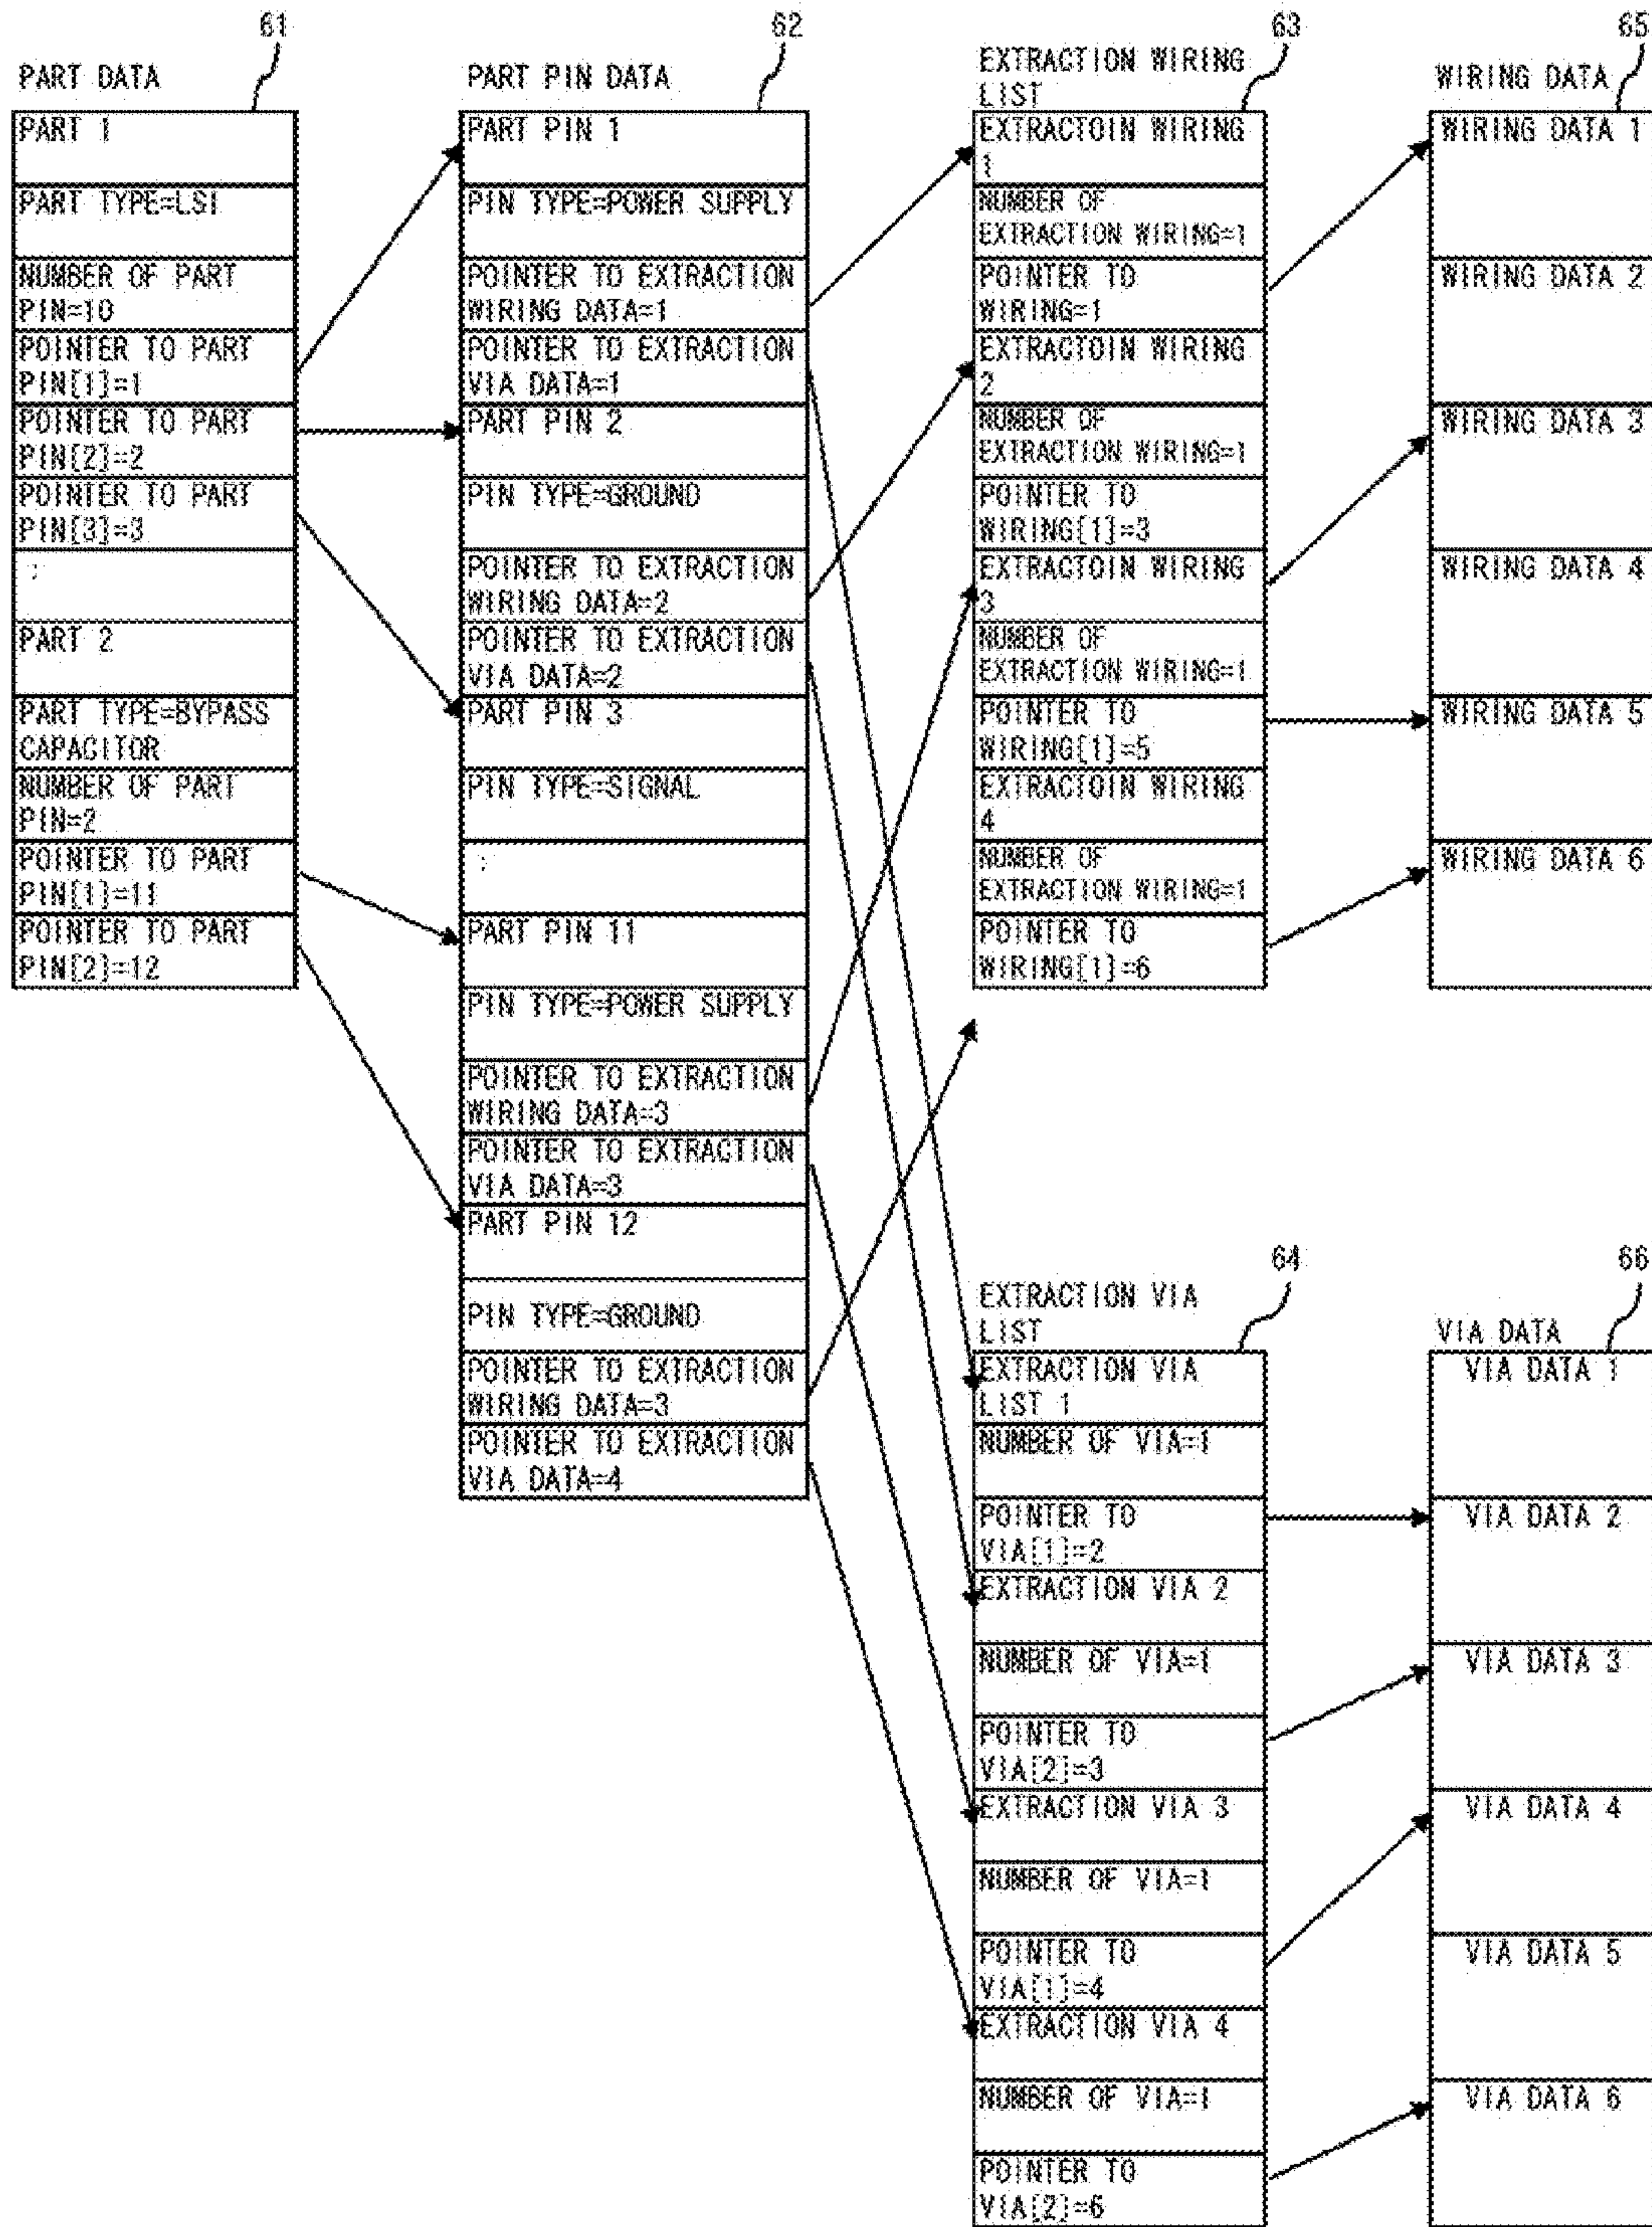 61
PART DATA
PART 1
PART TYPE=LSI
NUMBER OF PART
PIN=10
POINTER TO PART
PIN[1]=1
POINTER TO PART
PIN[2]=2
POINTER TO PART
PIN[3]=3
:
PART 2
PART TYPE=BYPASS
CAPACITOR
NUMBER OF PART
PIN=2
POINTER TO PART
PIN[1]=11
POINTER TO PART
PIN[2]=12
62
PART PIN DATA
PART PIN 1
PIN TYPE=POWER SUPPLY
POINTER TO EXTRACTION
WIRING DATA=1
POINTER TO EXTRACTION
VIA DATA=1
PART PIN 2
PIN TYPE=GROUND
POINTER TO EXTRACTION
WIRING DATA=2
POINTER TO EXTRACTION
VIA DATA=2
PART PIN 3
PIN TYPE=SIGNAL
:
PART PIN 11
PIN TYPE=POWER SUPPLY
POINTER TO EXTRACTION
WIRING DATA=3
POINTER TO EXTRACTION
VIA DATA=3
PART PIN 12
PIN TYPE=GROUND
POINTER TO EXTRACTION
WIRING DATA=3
POINTER TO EXTRACTION
VIA DATA=4
63
EXTRACTION WIRING
LIST
EXTRACTOIN WIRING
1
NUMBER OF
EXTRACTION WIRING=1
POINTER TO
WIRING=1
EXTRACTOIN WIRING
2
NUMBER OF
EXTRACTION WIRING=1
POINTER TO
WIRING[1]=3
EXTRACTOIN WIRING
3
NUMBER OF
EXTRACTION WIRING=1
POINTER TO
WIRING[1]=5
EXTRACTOIN WIRING
4
NUMBER OF
EXTRACTION WIRING=1
POINTER TO
WIRING[1]=6
65
WIRING DATA
WIRING DATA 1
WIRING DATA 2
WIRING DATA 3
WIRING DATA 4
WIRING DATA 5
WIRING DATA 6
64
EXTRACTION VIA
LIST
EXTRACTION VIA
LIST 1
NUMBER OF VIA=1
POINTER TO
VIA[1]=2
EXTRACTION VIA 2
NUMBER OF VIA=1
POINTER TO
VIA[2]=3
EXTRACTION VIA 3
NUMBER OF VIA=1
POINTER TO
VIA[1]=4
EXTRACTION VIA 4
NUMBER OF VIA=1
POINTER TO
VIA[2]=6
66
VIA DATA
VIA DATA 1
VIA DATA 2
VIA DATA 3
VIA DATA 4
VIA DATA 5
VIA DATA 6